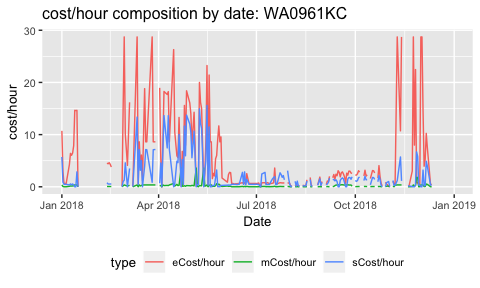 cost/hour composition by date: WA0961KC
30
20
10
0
cost/hour
Jan 2018 Apr 2018 Jul 2018 Oct 2018 Jan 2019
Date
type eCost/hour mCost/hour sCost/hour